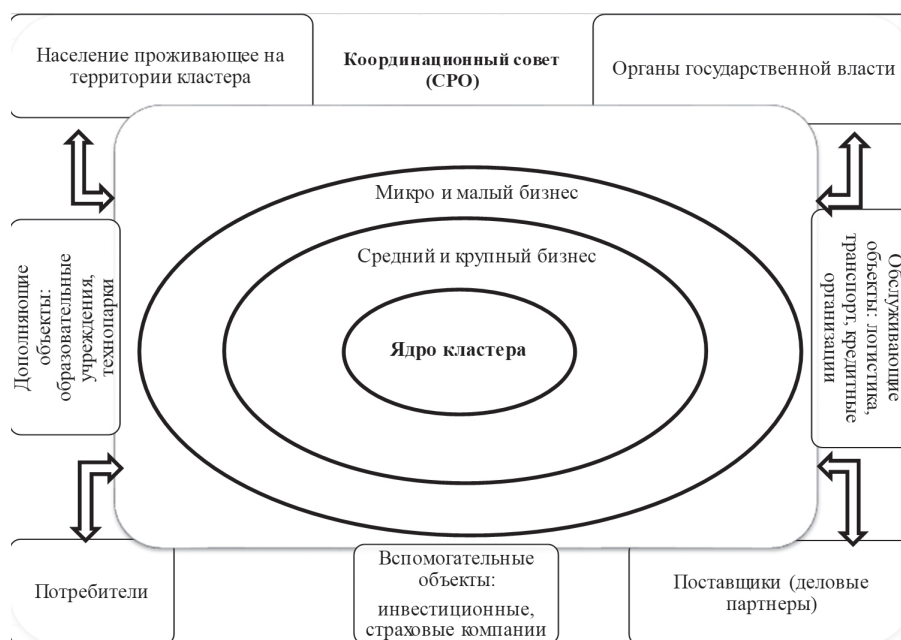 Население проживающее на
территории кластера
Координационный совет
(СРО)
Органы государственной власти
Микро и малый бизнес
Средний и крупный бизнес
Ядро кластера
Дополняющие
объекты:
образовательные
учреждения,
технопарки
Обслуживающие
объекты: логистика,
транспорт, кредитные
организации
Потребители
Вспомогательные
объекты:
инвестиционные,
страховые компании
Поставщики (деловые
партнеры)